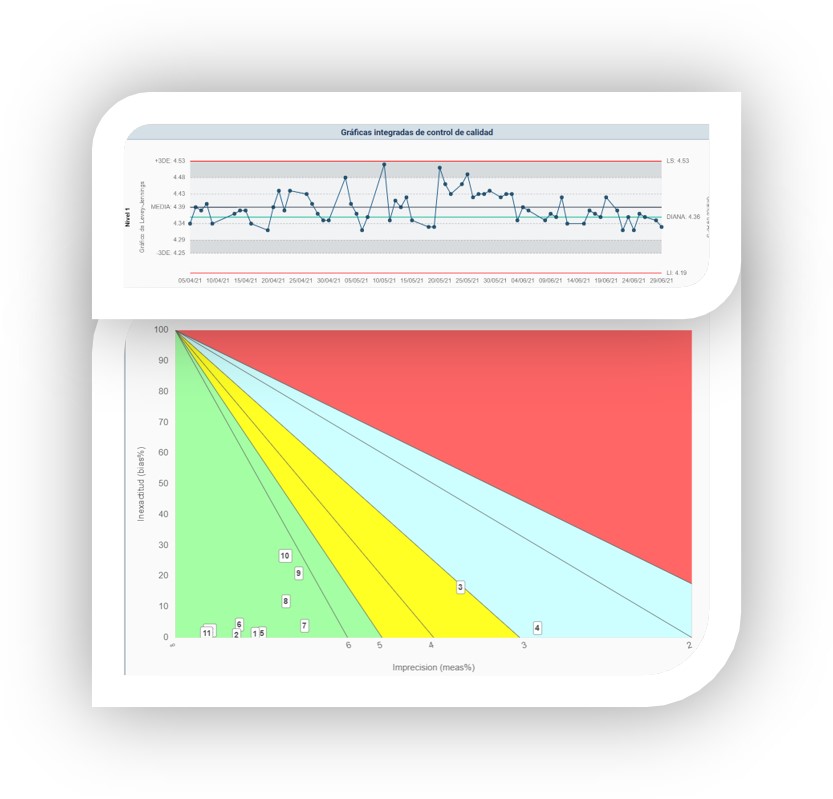 Gráficas integradas de control de calidad
Nivel 1
Gráfico de Levey-Jennings
+3DE: 4.53
4.48
4.43
MEDIA: 4.39
4.34
4.29
-3DE: 4.25
LS: 4.53
DIANA: 4.36
LI: 4.19
05/04/21 10/04/21 15/04/21 20/04/21 25/04/21 30/04/21 05/05/21 10/05/21 15/05/21 20/05/21 25/05/21 30/05/21 04/06/21 09/06/21 14/06/21 19/06/21 24/06/21 29/06/21
Inexactitud (bias%)
100
90
80
70
60
50
40
30
20
10
0
10
9
3
8
6
7
4
11
2
1
5
∞ 6 5 4 3 2
Imprecision (meas%)